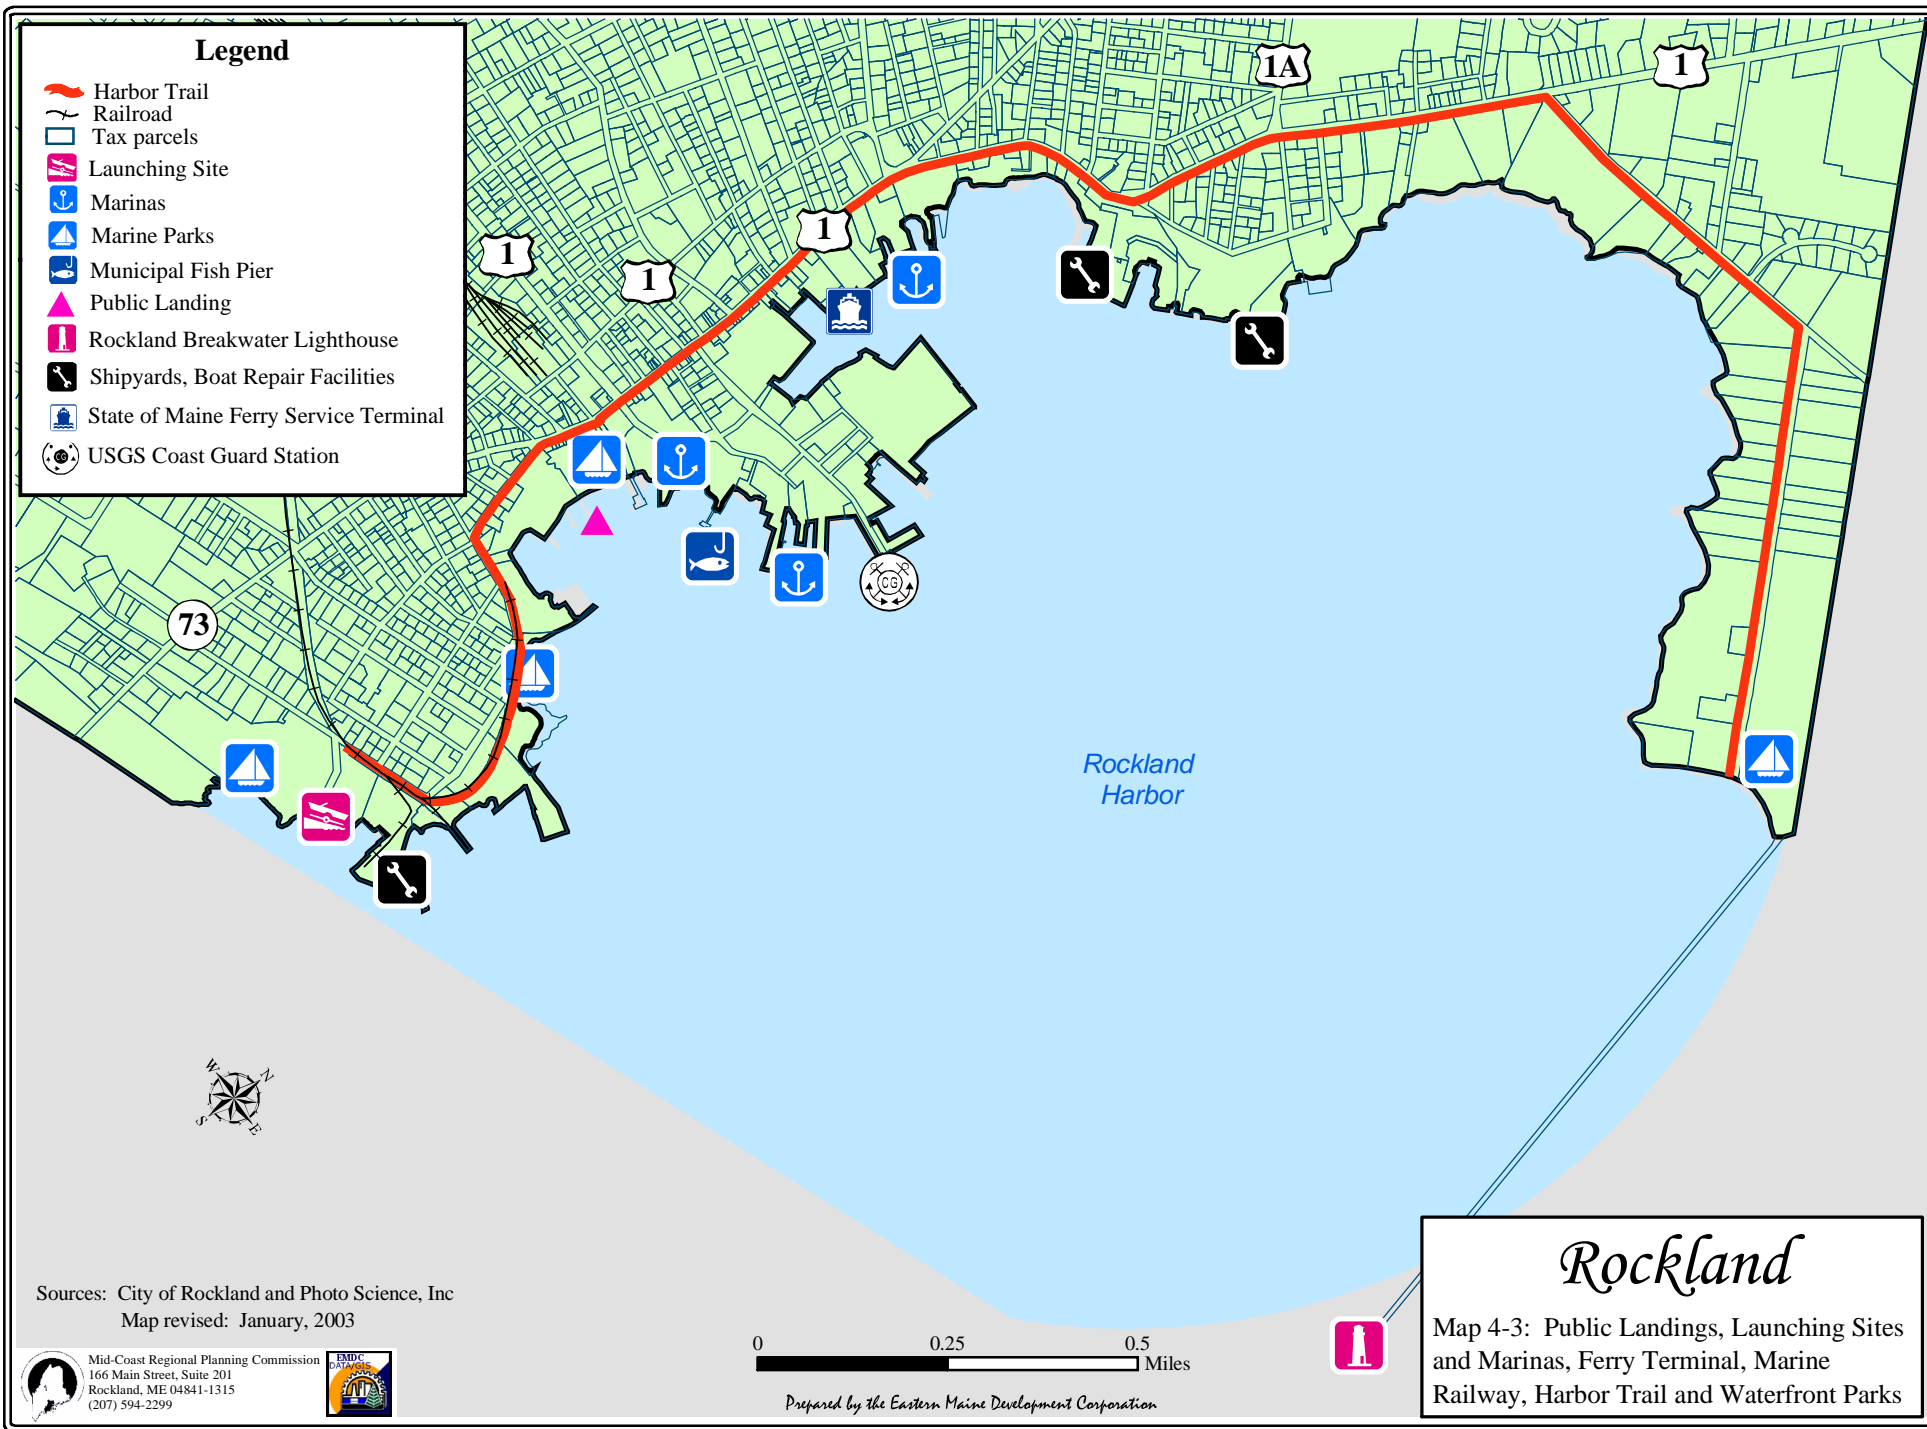 Legend
Harbor Trail
Railroad
Tax parcels
Launching Site
Marinas
Marine Parks
Municipal Fish Pier
Public Landing
Rockland Breakwater Lighthouse
Shipyards, Boat Repair Facilities
State of Maine Ferry Service Terminal
CG USGS Coast Guard Station
1A
1
1
1
1
73
CG
Rockland
Harbor
W N
S E
Sources: City of Rockland and Photo Science, Inc
Map revised: January, 2003
Mid-Coast Regional Planning Commission
166 Main Street, Suite 201
Rockland, ME 04841-1315
(207) 594-2299
EMDC
DATA/GIS
0 0.25 0.5
Miles
Prepared by the Eastern Maine Development Corporation
Rockland
Map 4-3: Public Landings, Launching Sites
and Marinas, Ferry Terminal, Marine
Railway, Harbor Trail and Waterfront Parks